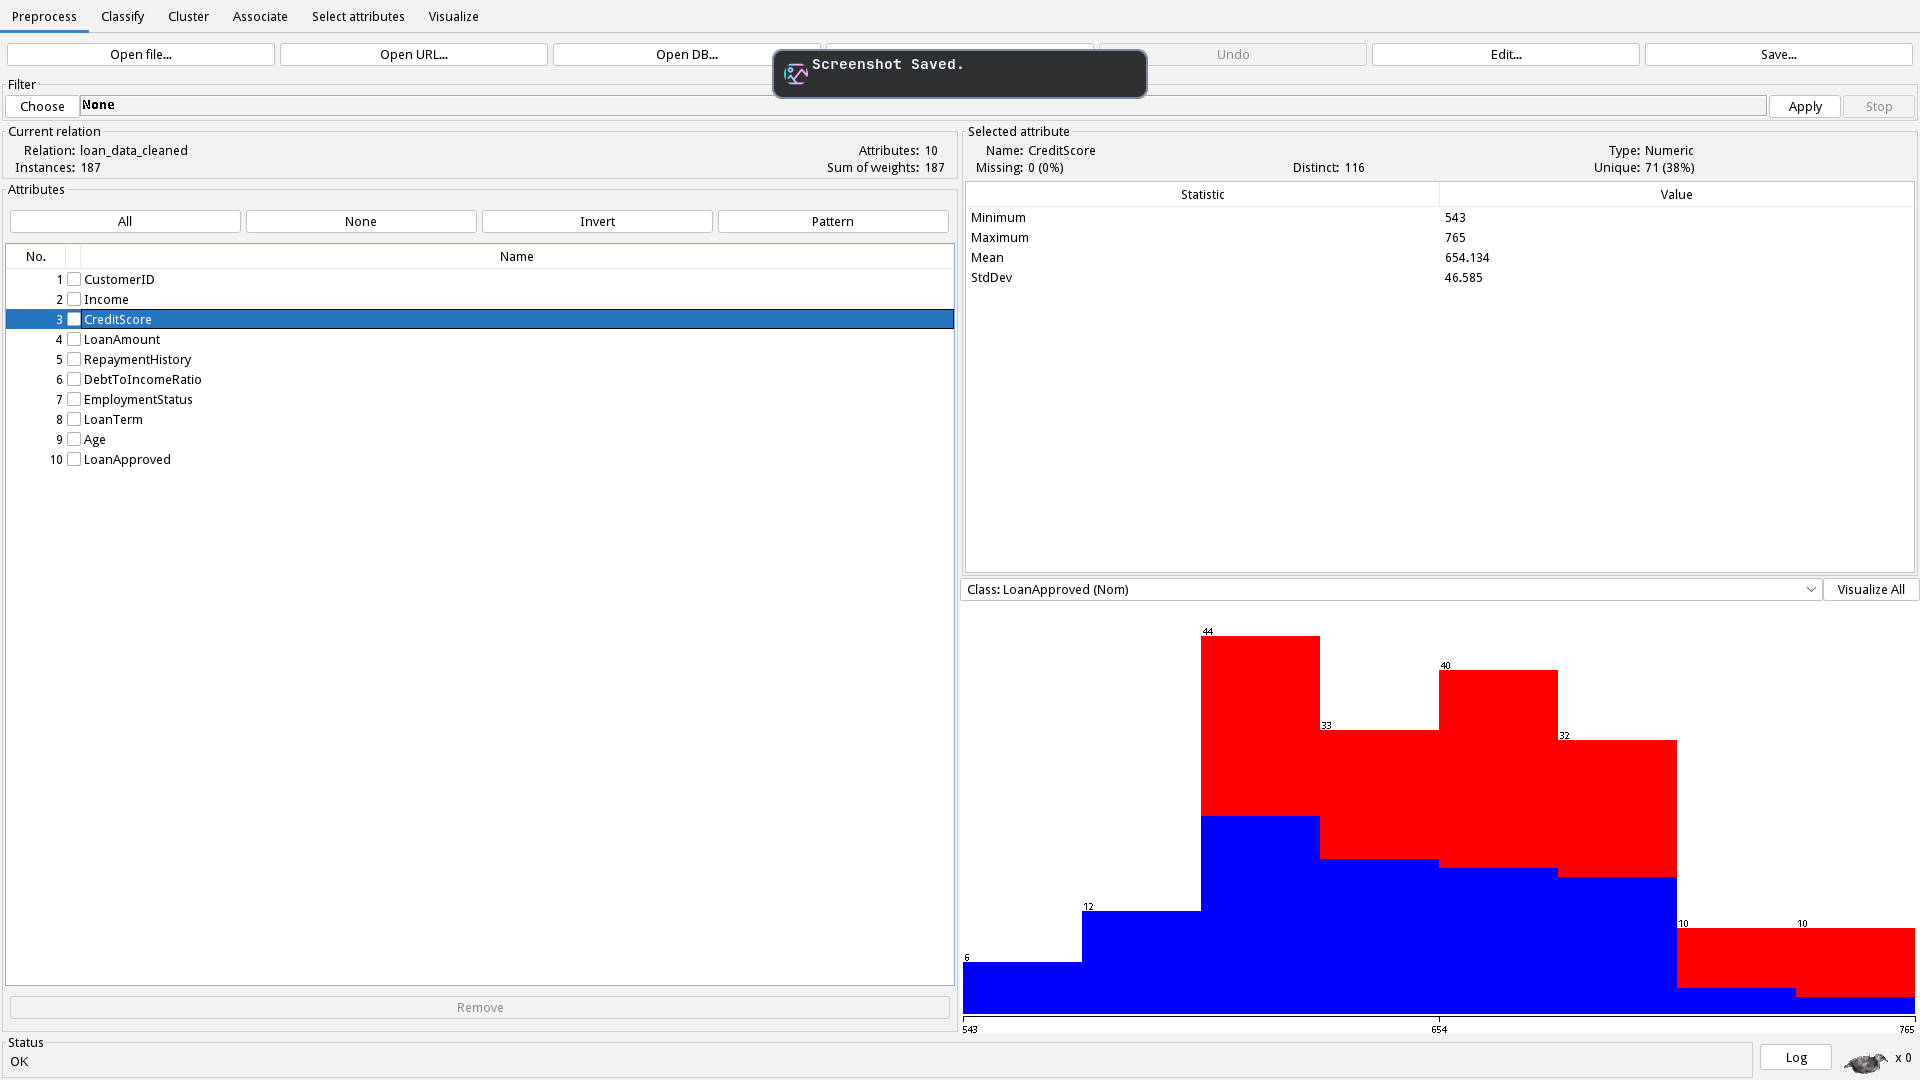 Preprocess Classify Cluster Associate Select attributes Visualize
Open file... Open URL... Open DB... Undo Edit... Save...
Screenshot Saved.
Filter
Choose None Apply Stop
Current relation
Relation: loan_data_cleaned Attributes: 10
Instances: 187 Sum of weights: 187
Attributes
All None Invert Pattern
No. Name
1 CustomerID
2 Income
3 CreditScore
4 LoanAmount
5 RepaymentHistory
6 DebtToIncomeRatio
7 EmploymentStatus
8 LoanTerm
9 Age
10 LoanApproved
Remove
Selected attribute
Name: CreditScore Type: Numeric
Missing: 0 (0%) Distinct: 116 Unique: 71 (38%)
Statistic Value
Minimum 543
Maximum 765
Mean 654.134
StdDev 46.585
Class: LoanApproved (Nom) Visualize All
44
40
33
32
12
10 10
6
543 654 765
Status
OK
Log x 0